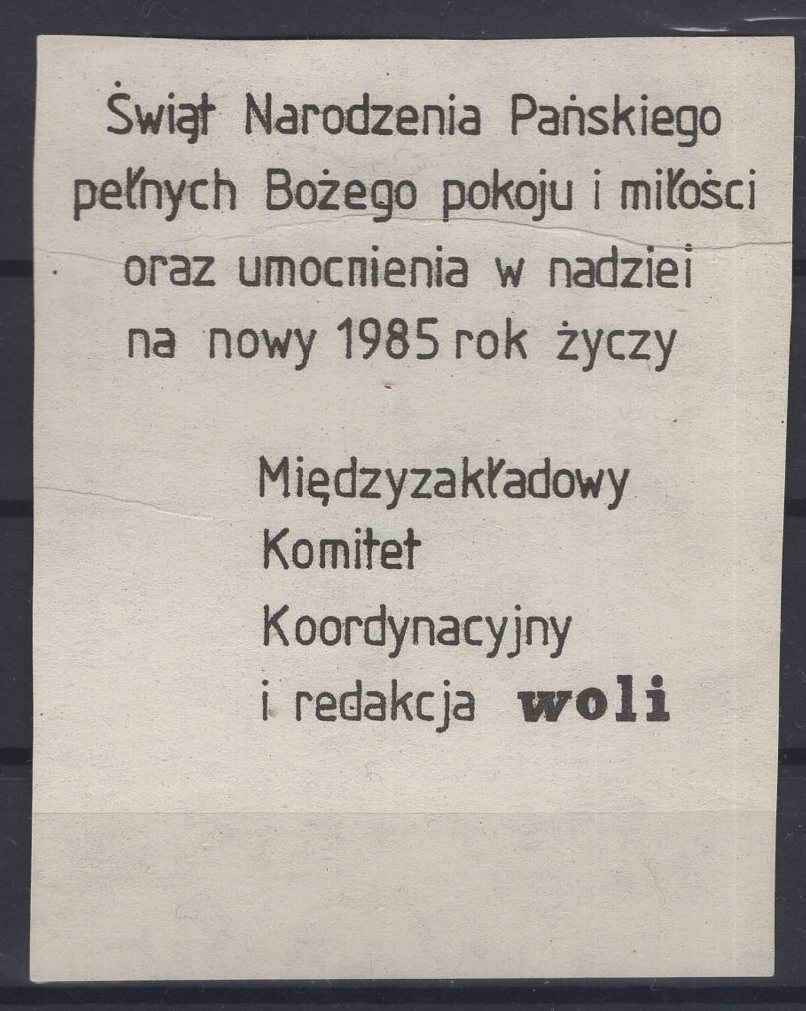 Świąt Narodzenia Pańskiego
pełnych Bożego pokoju i miłości
oraz umocnienia w nadziei
na nowy 1985 rok życzy
Międzyzakładowy
Komitet
Koordynacyjny
i redakcja woli